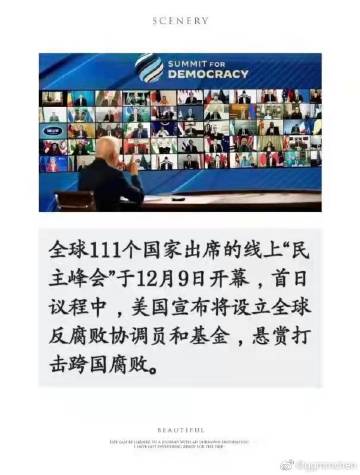 SCENERY
SUMMIT FOR
DEMOCRACY
全球111个国家出席的线上“民
主峰会”于12月9日开幕，首日
议程中，美国宣布将设立全球
反腐败协调员和基金，悬赏打
击跨国腐败。
BEAUTIFUL
@ggmmchen